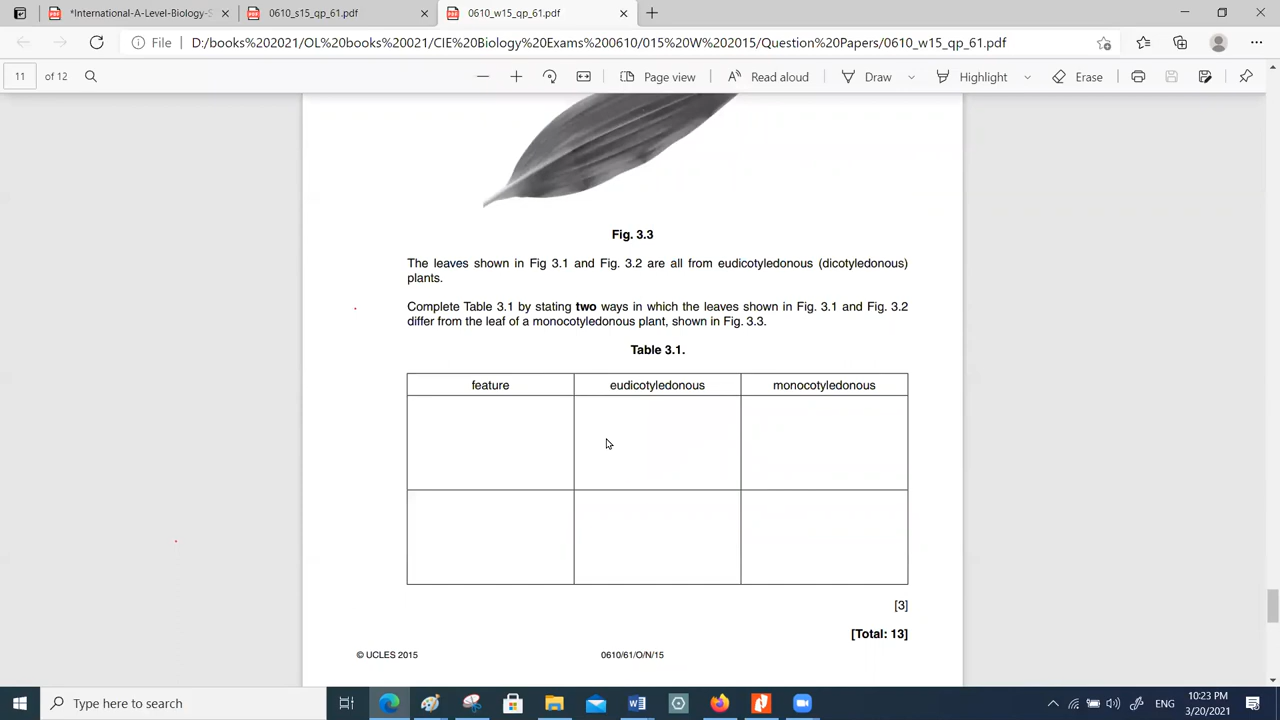 *International-A-Level-Biology-S
0610_s15_qp_61.pdf
0610_w15_qp_61.pdf
File
D:/books%202021/OL%20books%20021/CIE%20Biology%20Exams%200610/015%20W%202015/Question%20Papers/0610_w15_qp_61.pdf
11 of 12
Page view
Read aloud
Draw
Highlight
Erase
Fig. 3.3
The leaves shown in Fig 3.1 and Fig. 3.2 are all from eudicotyledonous (dicotyledonous)
plants.
Complete Table 3.1 by stating two ways in which the leaves shown in Fig. 3.1 and Fig. 3.2
differ from the leaf of a monocotyledonous plant, shown in Fig. 3.3.
Table 3.1.
feature eudicotyledonous monocotyledonous
[3]
[Total: 13]
© UCLES 2015 0610/61/O/N/15
Type here to search
ENG
10:23 PM
3/20/2021